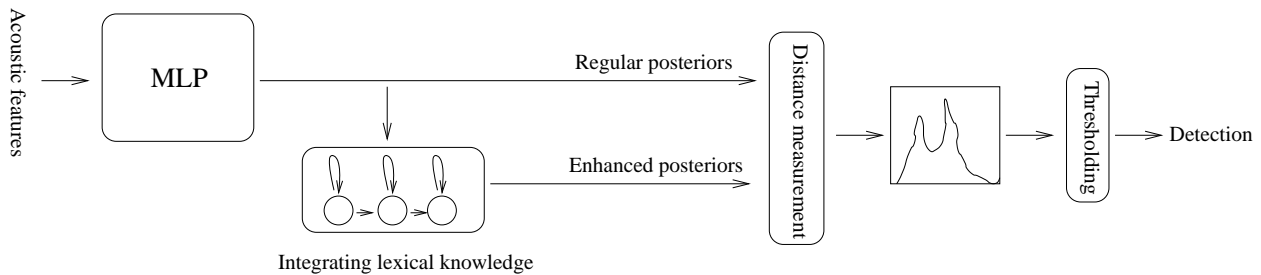 Acoustic features
MLP
Regular posteriors
Enhanced posteriors
Integrating lexical knowledge
Distance measurement
Thresholding
Detection